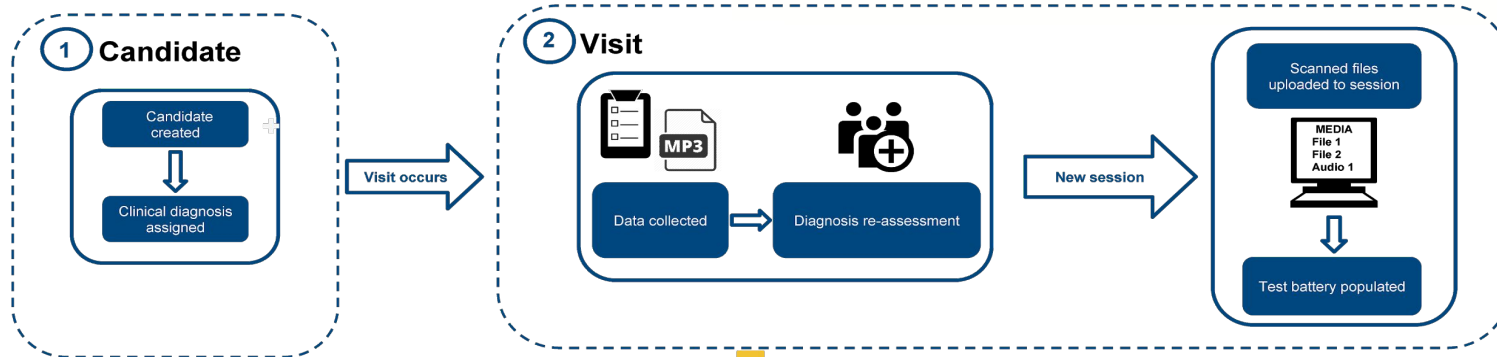 1 Candidate
Candidate
created
Clinical diagnosis
assigned
Visit occurs
2 Visit
MP3
Data collected
Diagnosis re-assessment
New session
Scanned files
uploaded to session
MEDIA
File 1
File 2
Audio 1
Test battery populated